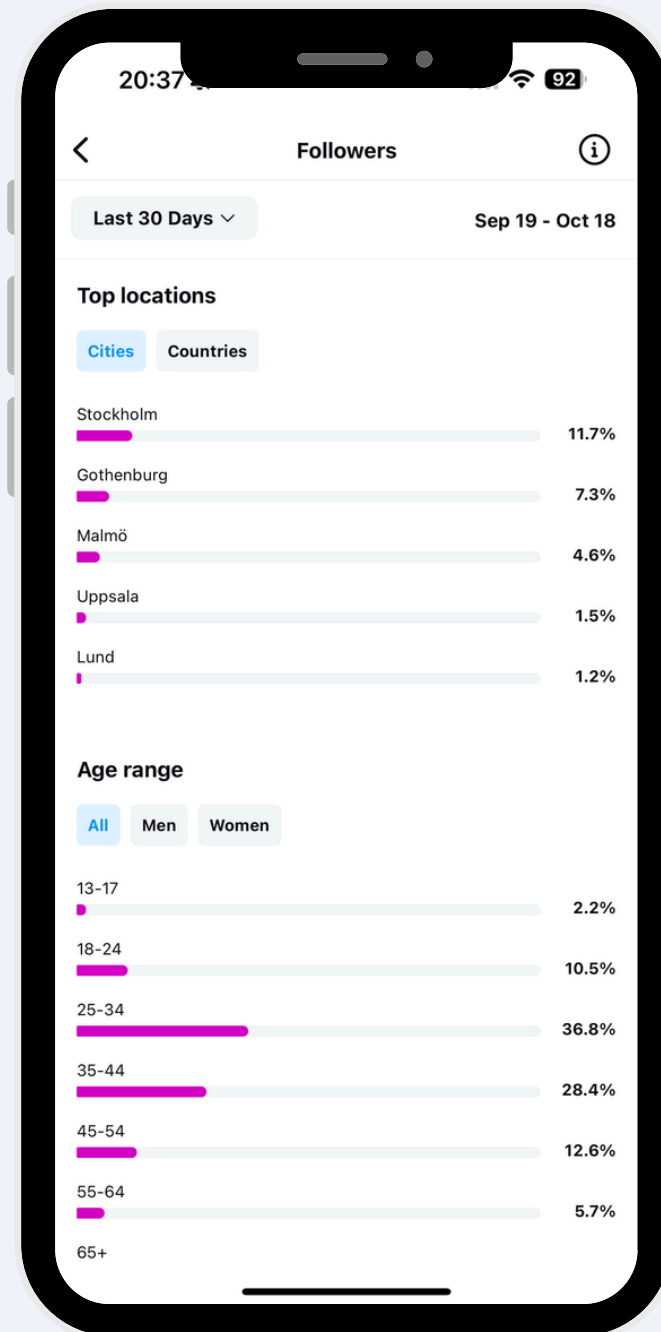 20:37
92
Followers
Last 30 Days
Sep 19 - Oct 18
Top locations
Cities Countries
Stockholm
11.7%
Gothenburg
7.3%
Malmö
4.6%
Uppsala
1.5%
Lund
1.2%
Age range
All Men Women
13-17
2.2%
18-24
10.5%
25-34
36.8%
35-44
28.4%
45-54
12.6%
55-64
5.7%
65+